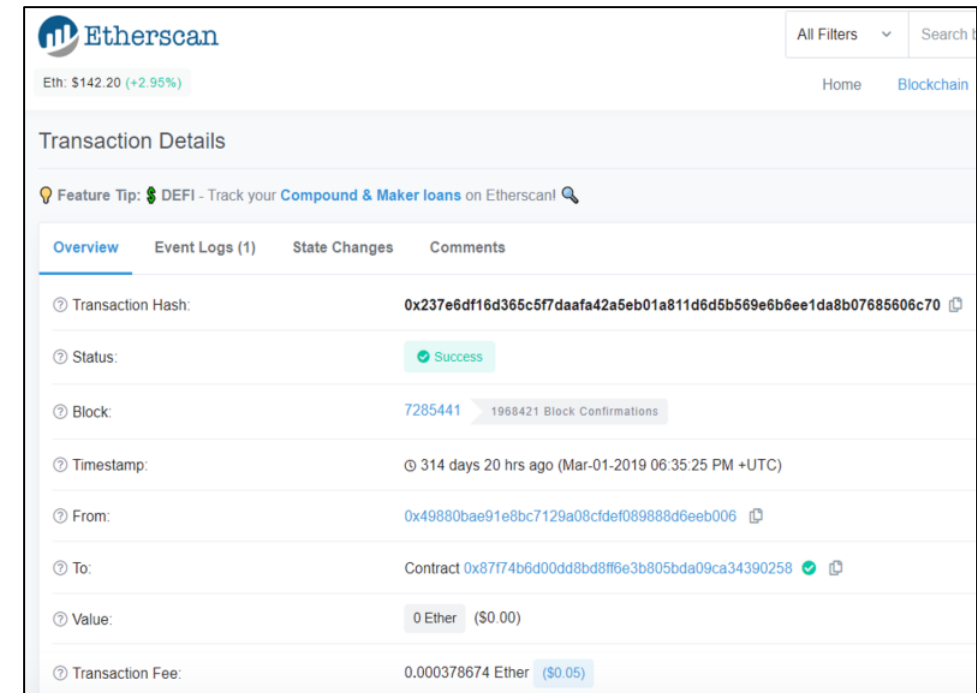 Etherscan
All Filters
Search
Eth: $142.20 (+2.95%)
Home Blockchain
Transaction Details
Feature Tip: DEFI - Track your Compound & Maker loans on Etherscan!
Overview Event Logs (1) State Changes Comments
Transaction Hash: 0x237e6df16d365c5f7daafa42a5eb01a811d6d5b569e6b6ee1da8b07685606c70
Status: Success
Block: 7285441 1968421 Block Confirmations
Timestamp: 314 days 20 hrs ago (Mar-01-2019 06:35:25 PM +UTC)
From: 0x49880bae91e8bc7129a08cfdef089888d6eeb006
To: Contract 0x87f74b6d00dd8bd8ff6e3b805bda09ca34390258
Value: 0 Ether ($0.00)
Transaction Fee: 0.000378674 Ether ($0.05)